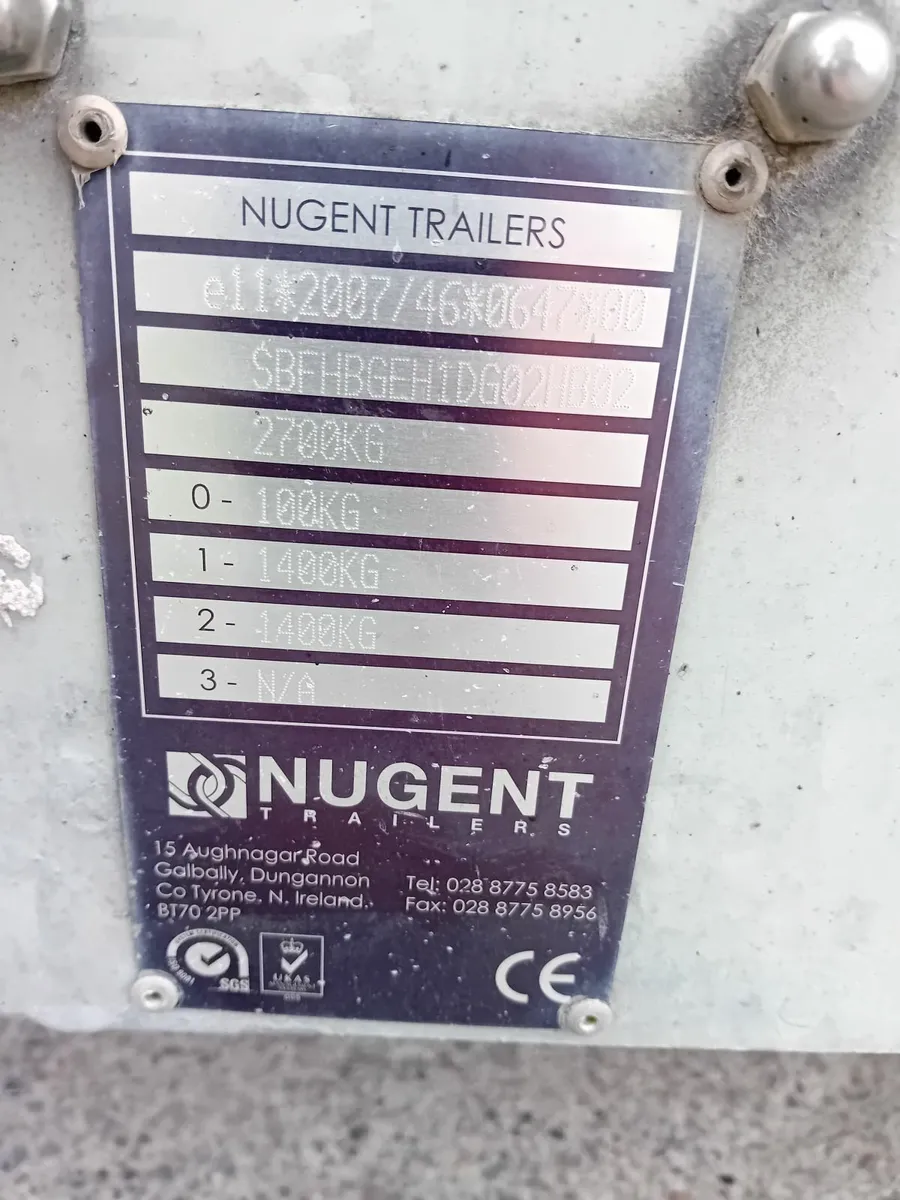 NUGENT TRAILERS
e11*2007/46*0647*00
SBFHBGEH1DG02HB02
2700KG
0- 100KG
1- 1400KG
2- 1400KG
3- N/A
NUGENT
TRAILERS
15 Aughnagar Road
Galbally, Dungannon
Co Tyrone. N. Ireland.
BT70 2PP
Tel: 028 8775 8583
Fax: 028 8775 8956
ISO 9001
SGS
UKAS
CE